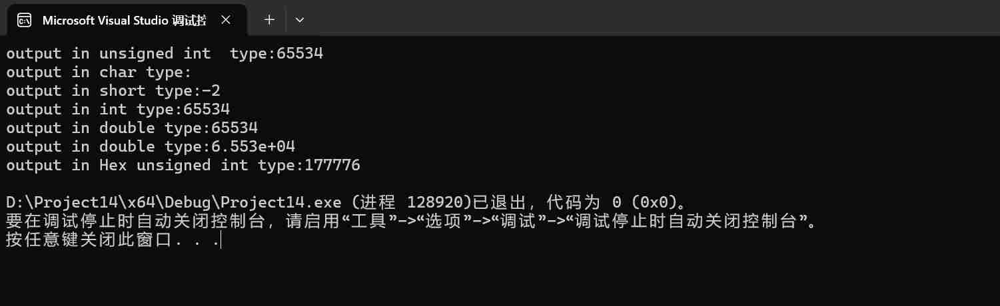 Microsoft Visual Studio 调试控
output in unsigned int  type:65534
output in char type:
output in short type:-2
output in int type:65534
output in double type:65534
output in double type:6.553e+04
output in Hex unsigned int type:177776
D:\Project14\x64\Debug\Project14.exe (进程 128920)已退出，代码为 0 (0x0)。
要在调试停止时自动关闭控制台，请启用“工具”->“选项”->“调试”->“调试停止时自动关闭控制台”。
按任意键关闭此窗口. . .